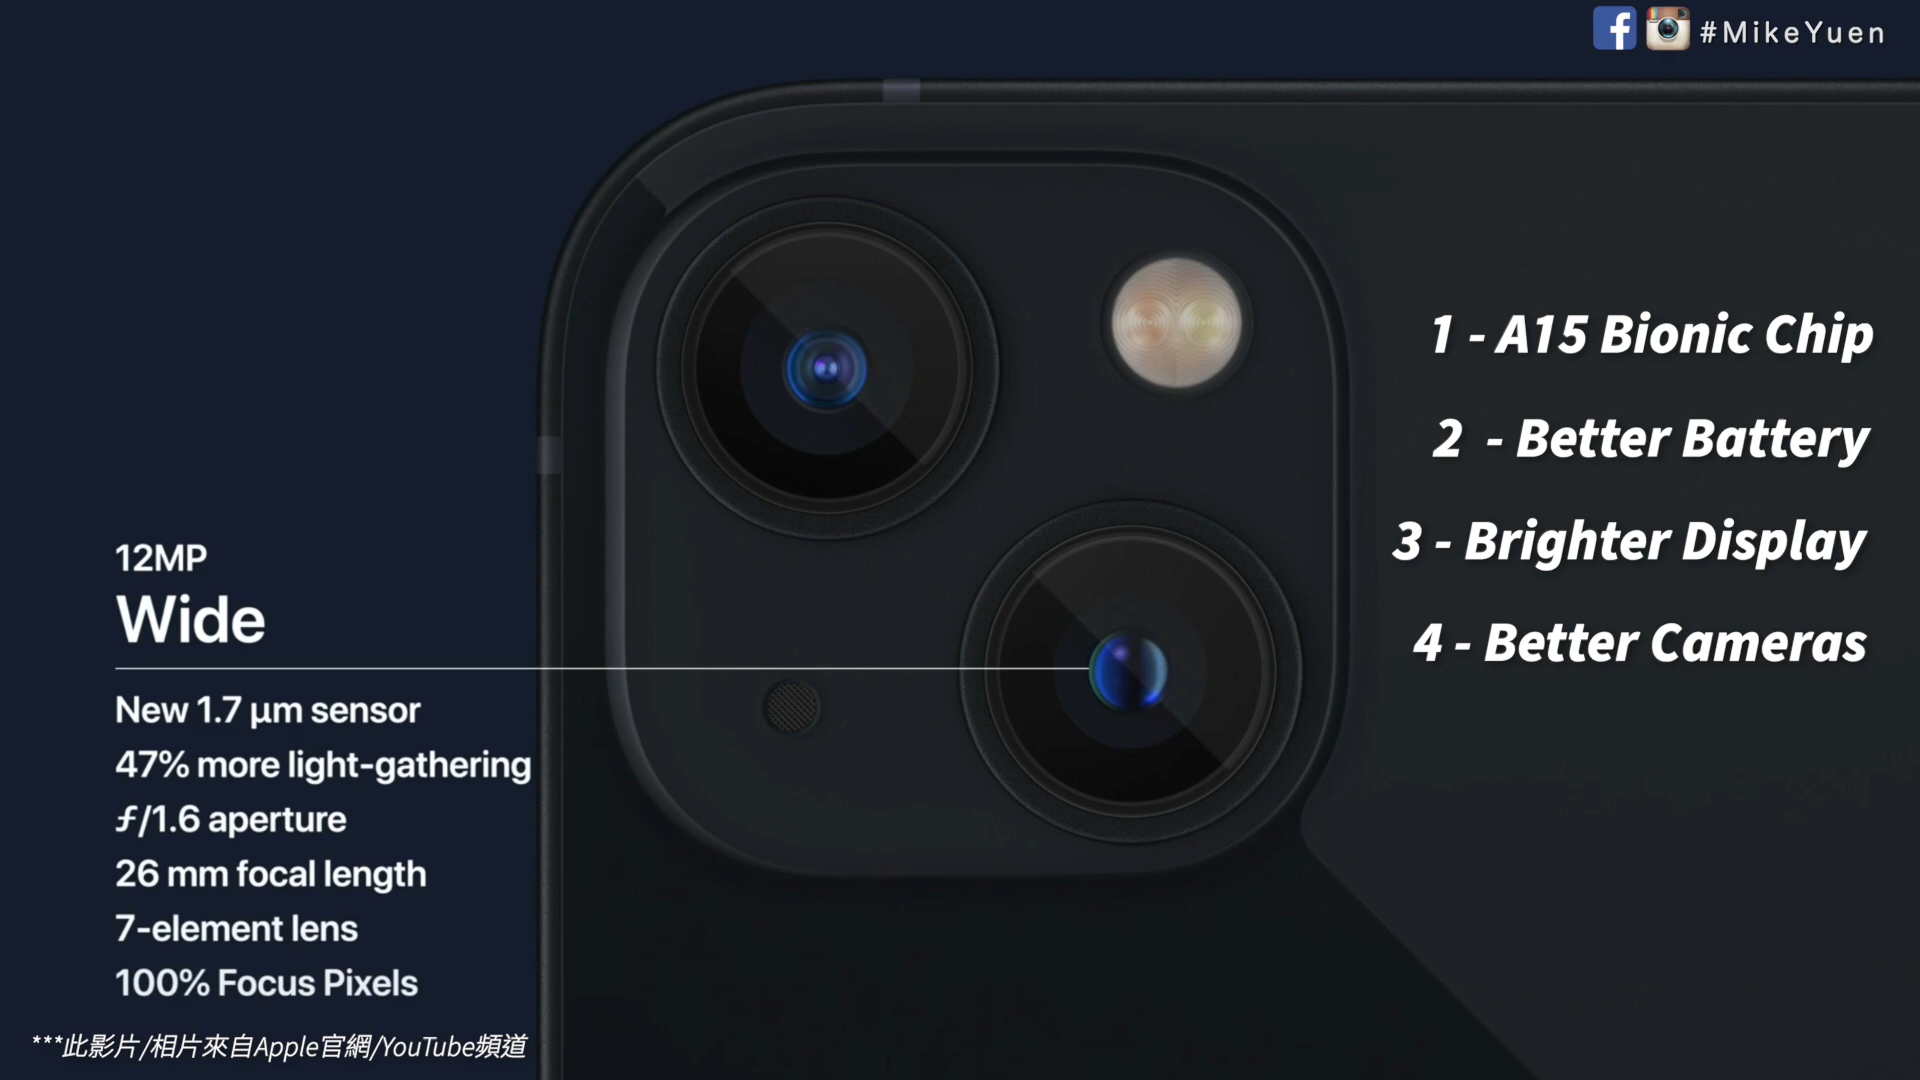 #MikeYuen
1 - A15 Bionic Chip
2 - Better Battery
3 - Brighter Display
4 - Better Cameras
12MP
Wide
New 1.7 µm sensor
47% more light-gathering
ƒ/1.6 aperture
26 mm focal length
7-element lens
100% Focus Pixels
***此影片/相片來自Apple官網/YouTube頻道